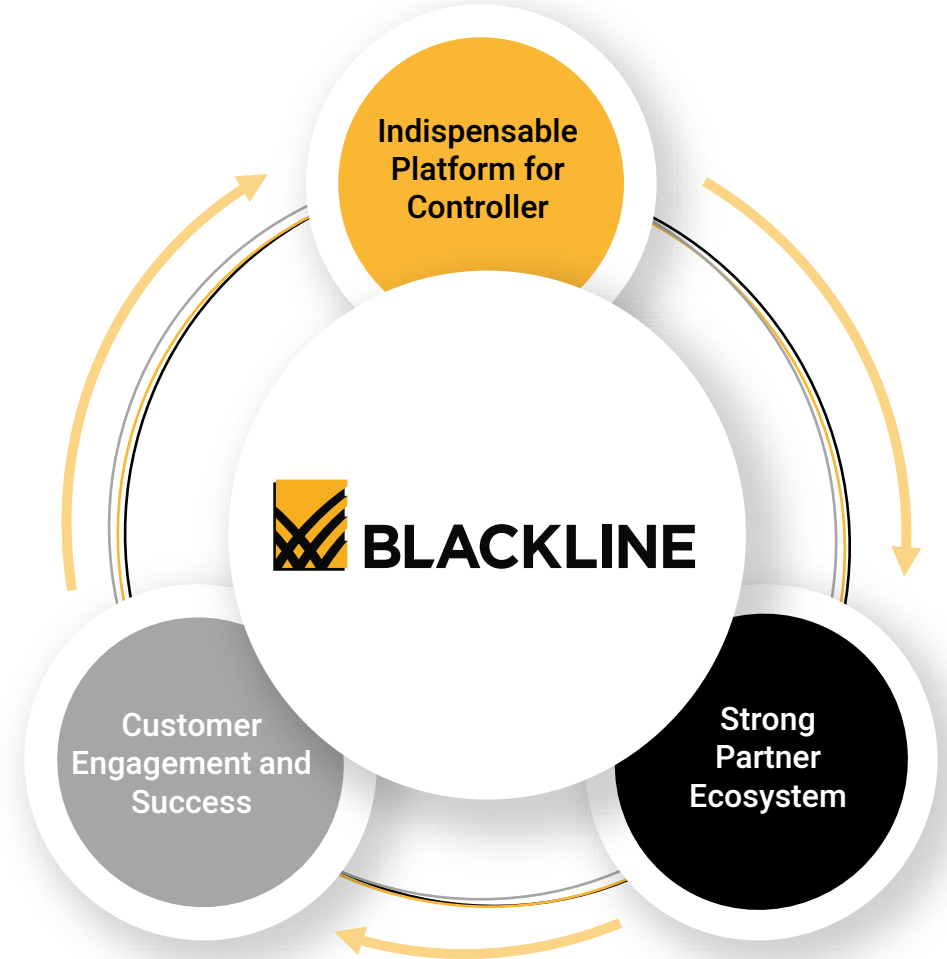 Indispensable
Platform for
Controller
BLACKLINE
Customer
Engagement and
Success
Strong
Partner
Ecosystem